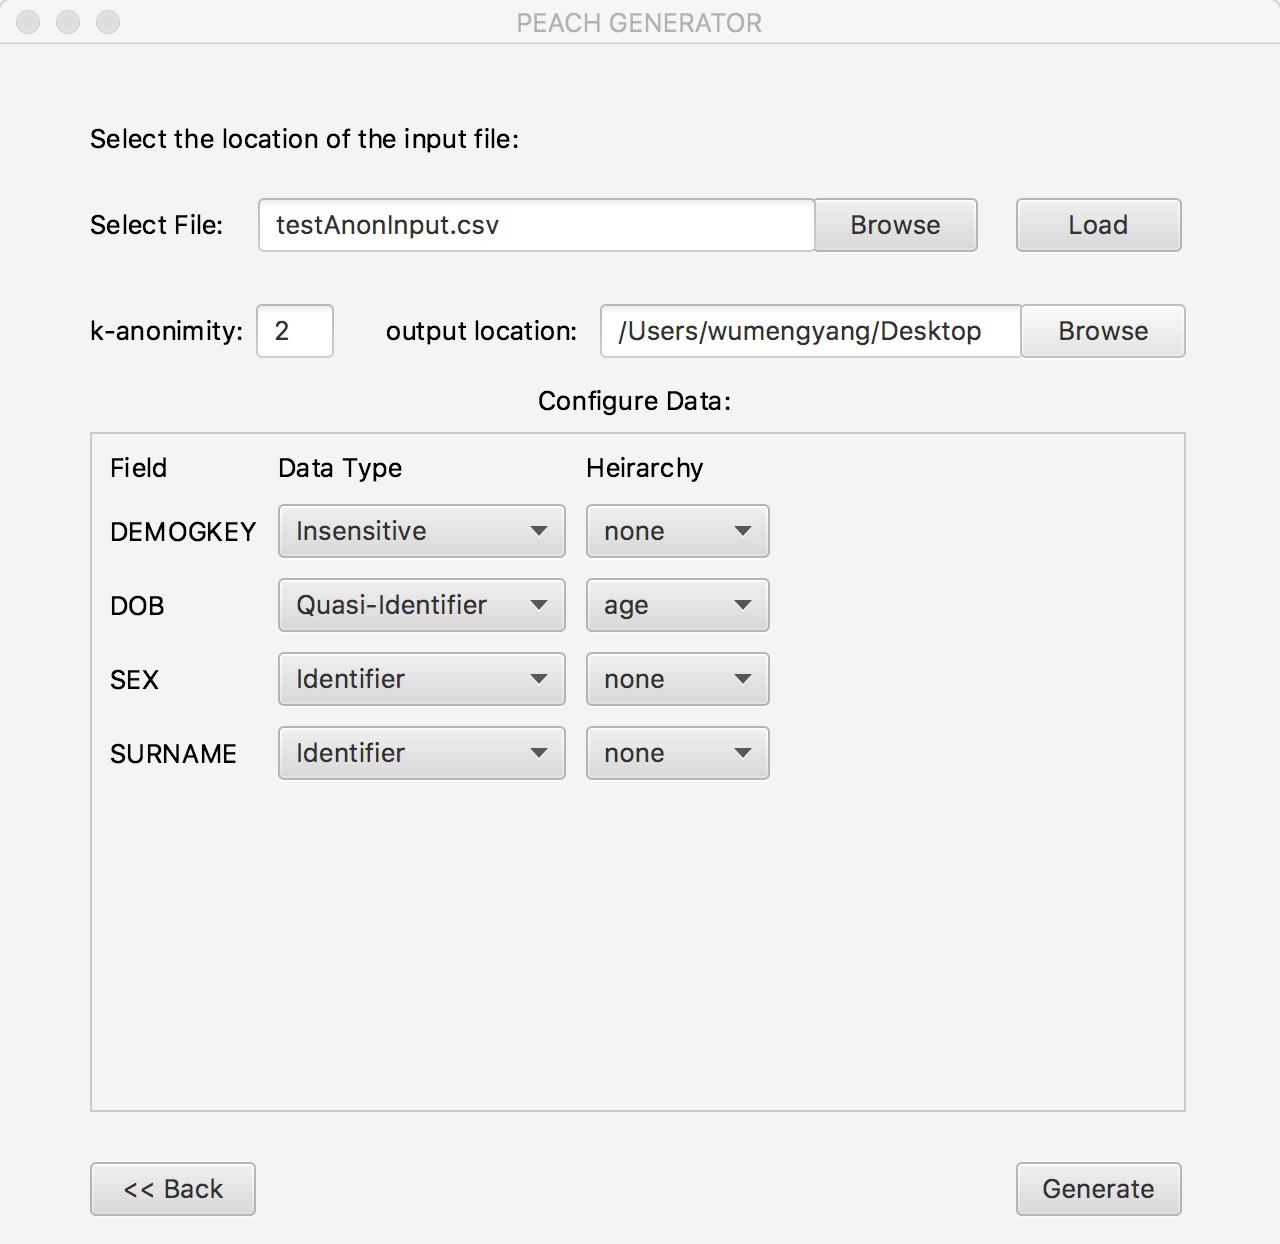 PEACH GENERATOR
Select the location of the input file:
Select File: testAnonInput.csv Browse Load
k-anonimity: 2 output location: /Users/wumengyang/Desktop Browse
Configure Data:
Field Data Type Heirarchy
DEMOGKEY Insensitive none
DOB Quasi-Identifier age
SEX Identifier none
SURNAME Identifier none
<< Back Generate